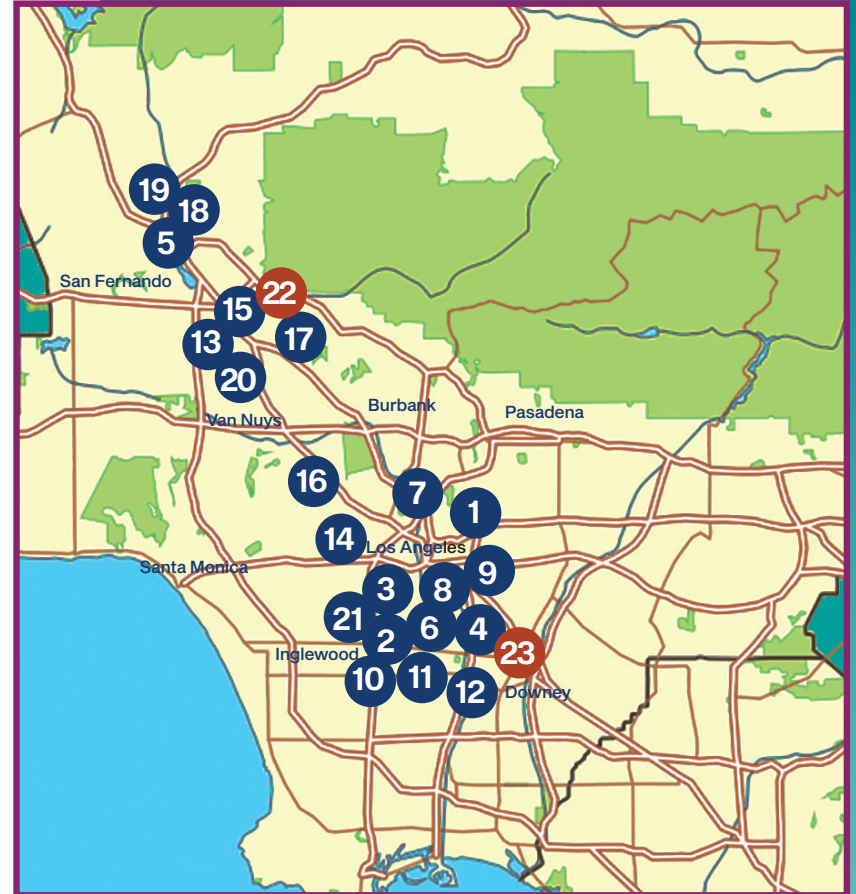 19
18
5
San Fernando
22
15
17
13
20
Van Nuys
Burbank
Pasadena
16
7
1
14
Los Angeles
Santa Monica
9
3
8
21
6
4
2
23
Inglewood
10
11
12
Downey